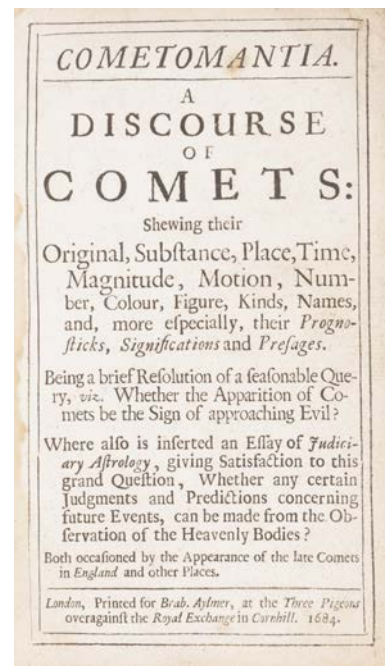 COMETOMANTIA.
A
DISCOURSE
OF
COMETS:
Shewing their
Original, Subſtance, Place, Time,
Magnitude, Motion, Num-
ber, Colour, Figure, Kinds, Names,
and, more eſpecially, their Progno-
ſticks, Significations and Preſages.
Being a brief Reſolution of a ſeaſonable Que-
ry, viz. Whether the Apparition of Co-
mets be the Sign of approaching Evil?
Where alſo is inſerted an Eſſay of Judici-
ary Aſtrology, giving Satisfaction to this
grand Queſtion, Whether any certain
Judgments and Predictions concerning
future Events, can be made from the Ob-
ſervation of the Heavenly Bodies?
Both occaſioned by the Appearance of the late Comets
in England and other Places.
London, Printed for Brab. Aylmer, at the Three Pigeons
overagainſt the Royal Exchange in Cornhill. 1684.